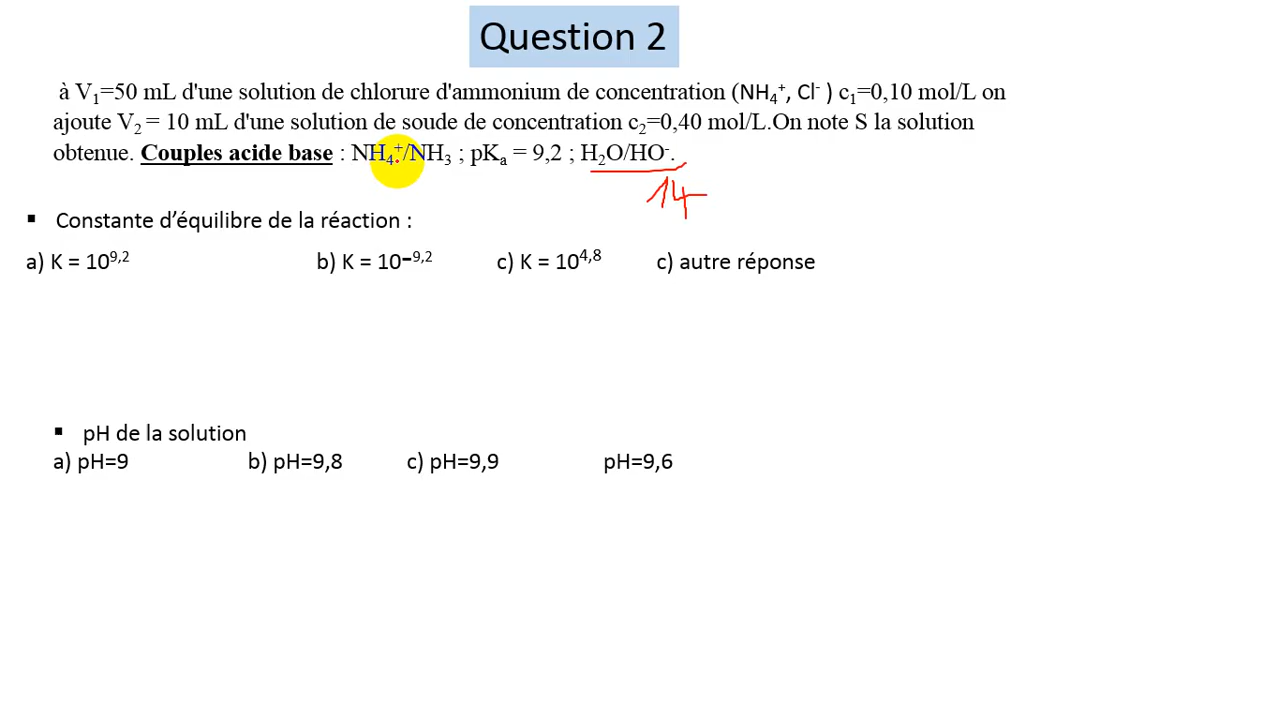 Question 2
à V₁=50 mL d'une solution de chlorure d'ammonium de concentration (NH₄⁺, Cl⁻ ) c₁=0,10 mol/L on
ajoute V₂ = 10 mL d'une solution de soude de concentration c₂=0,40 mol/L.On note S la solution
obtenue. Couples acide base : NH₄⁺/NH₃ ; pKₐ = 9,2 ; H₂O/HO⁻.
14
▪ Constante d’équilibre de la réaction :
a) K = 10⁹,² b) K = 10⁻⁹,² c) K = 10⁴,⁸ c) autre réponse
▪ pH de la solution
a) pH=9 b) pH=9,8 c) pH=9,9 pH=9,6